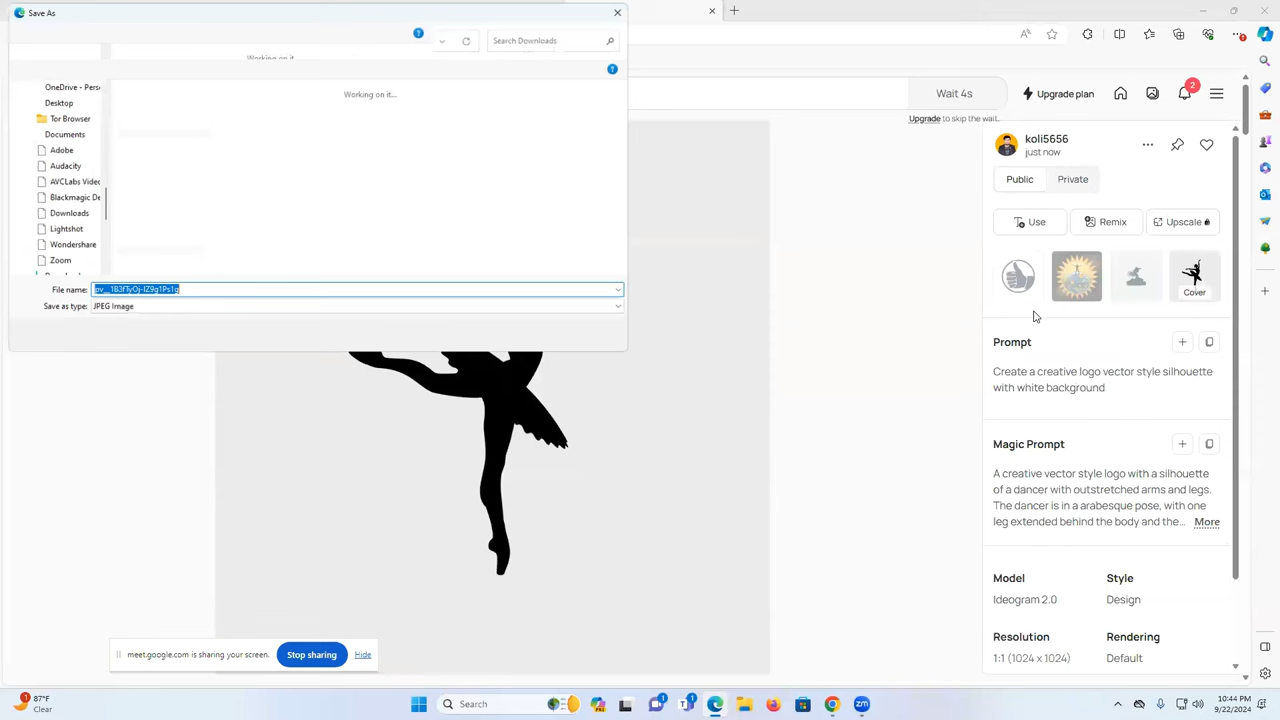 Save As
Search Downloads
Working on it
Working on it...
OneDrive - Pers
Desktop
Tor Browser
Documents
Adobe
Audacity
AVCLabs Videc
Blackmagic De
Downloads
Lightshot
Wondershare
Zoom
File name:
Save as type: JPEG Image
Wait 4s
Upgrade plan
2
Upgrade to skip the wait.
koli5656
just now
Public Private
Use Remix Upscale
Cover
Prompt
Create a creative logo vector style silhouette
with white background
Magic Prompt
A creative vector style logo with a silhouette
of a dancer with outstretched arms and legs.
The dancer is in a arabesque pose, with one
leg extended behind the body and the... More
Model Style
Ideogram 2.0 Design
Resolution Rendering
1:1 (1024 x 1024) Default
meet.google.com is sharing your screen. Stop sharing Hide
1 87°F
Clear
Search
1
1
zm
10:44 PM
9/22/2024